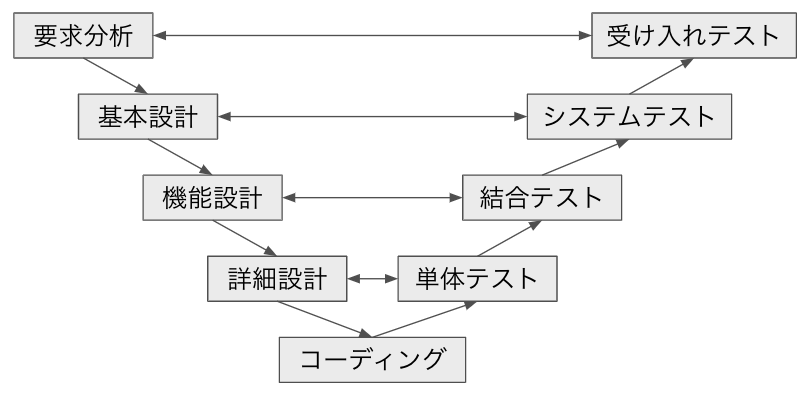 要求分析
受け入れテスト
基本設計
システムテスト
機能設計
結合テスト
詳細設計
単体テスト
コーディング